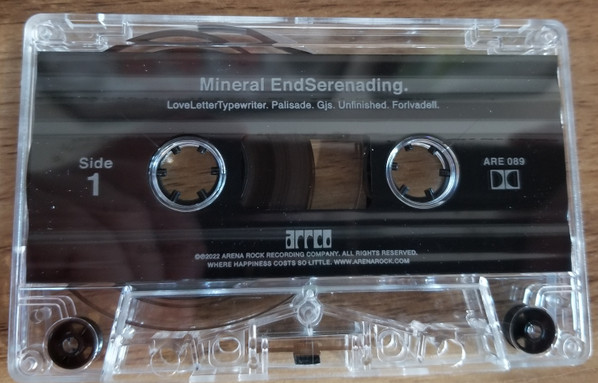 Mineral EndSerenading.
LoveLetterTypewriter. Palisade. Gjs. Unfinished. ForIvadell.
Side
1
ARE 089
arrco
℗©2022 ARENA ROCK RECORDING COMPANY. ALL RIGHTS RESERVED.
WHERE HAPPINESS COSTS SO LITTLE. WWW.ARENAROCK.COM